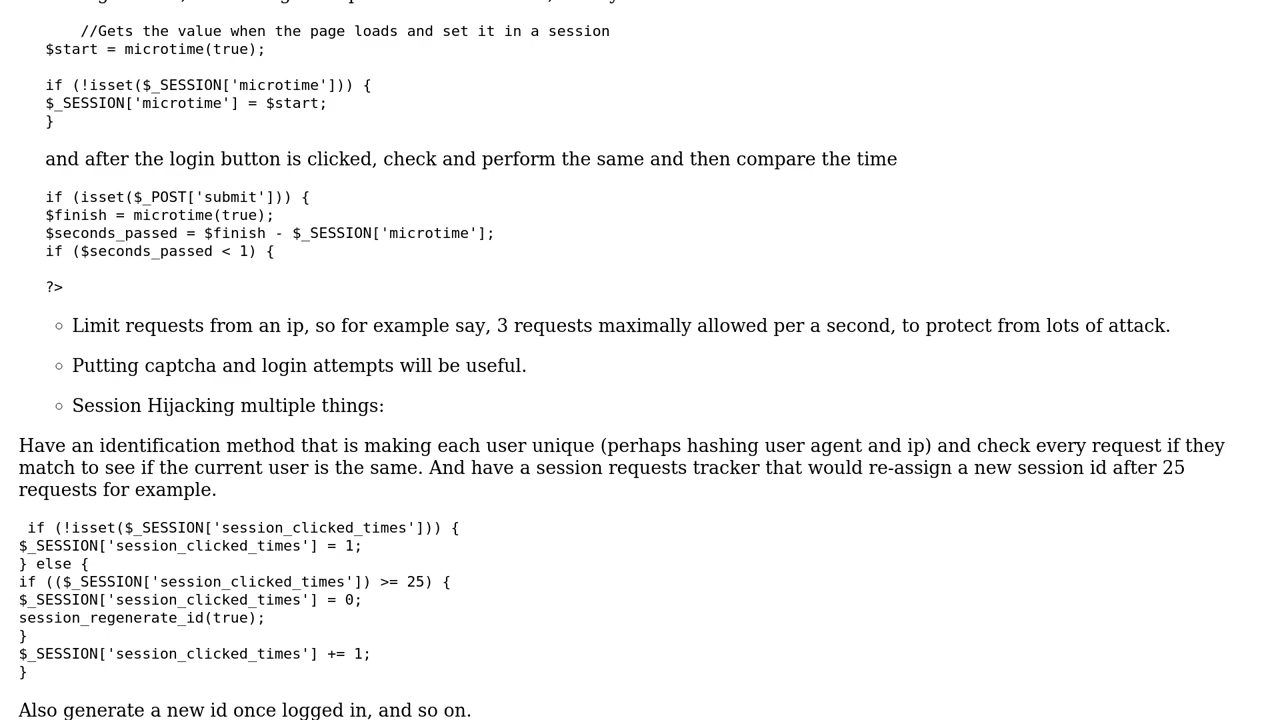 //Gets the value when the page loads and set it in a session
$start = microtime(true);
if (!isset($_SESSION['microtime'])) {
$_SESSION['microtime'] = $start;
}
and after the login button is clicked, check and perform the same and then compare the time
if (isset($_POST['submit'])) {
$finish = microtime(true);
$seconds_passed = $finish - $_SESSION['microtime'];
if ($seconds_passed < 1) {
?>
◦ Limit requests from an ip, so for example say, 3 requests maximally allowed per a second, to protect from lots of attack.
◦ Putting captcha and login attempts will be useful.
◦ Session Hijacking multiple things:
Have an identification method that is making each user unique (perhaps hashing user agent and ip) and check every request if they
match to see if the current user is the same. And have a session requests tracker that would re-assign a new session id after 25
requests for example.
if (!isset($_SESSION['session_clicked_times'])) {
$_SESSION['session_clicked_times'] = 1;
} else {
if (($_SESSION['session_clicked_times']) >= 25) {
$_SESSION['session_clicked_times'] = 0;
session_regenerate_id(true);
}
$_SESSION['session_clicked_times'] += 1;
}
Also generate a new id once logged in, and so on.